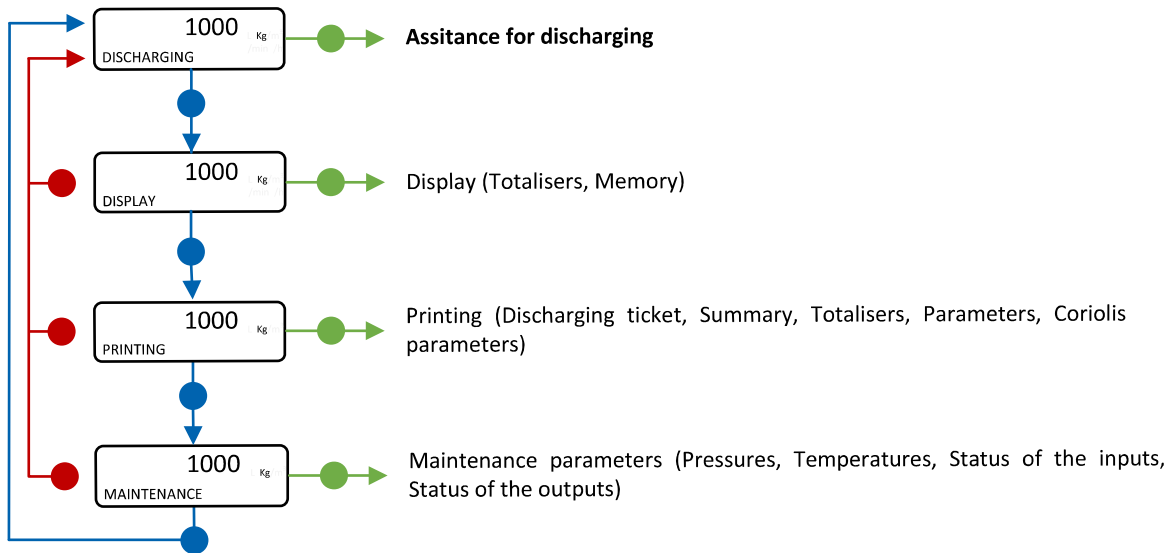 1000 Kg
DISCHARGING
Assitance for discharging
1000 Kg
DISPLAY
Display (Totalisers, Memory)
1000 Kg
PRINTING
Printing (Discharging ticket, Summary, Totalisers, Parameters, Coriolis
parameters)
1000 Kg
MAINTENANCE
Maintenance parameters (Pressures, Temperatures, Status of the inputs,
Status of the outputs)